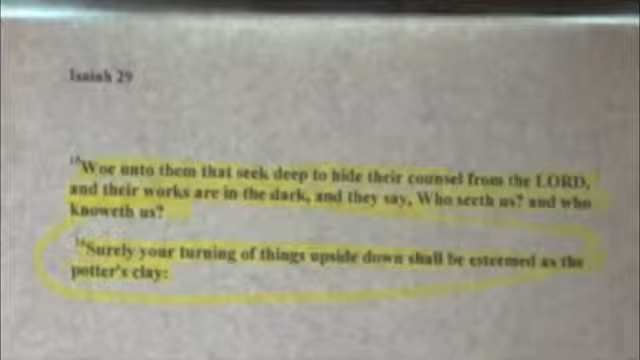 Isaiah 29
15Woe unto them that seek deep to hide their counsel from the LORD,
and their works are in the dark, and they say, Who seeth us? and who
knoweth us?
16Surely your turning of things upside down shall be esteemed as the
potter's clay: